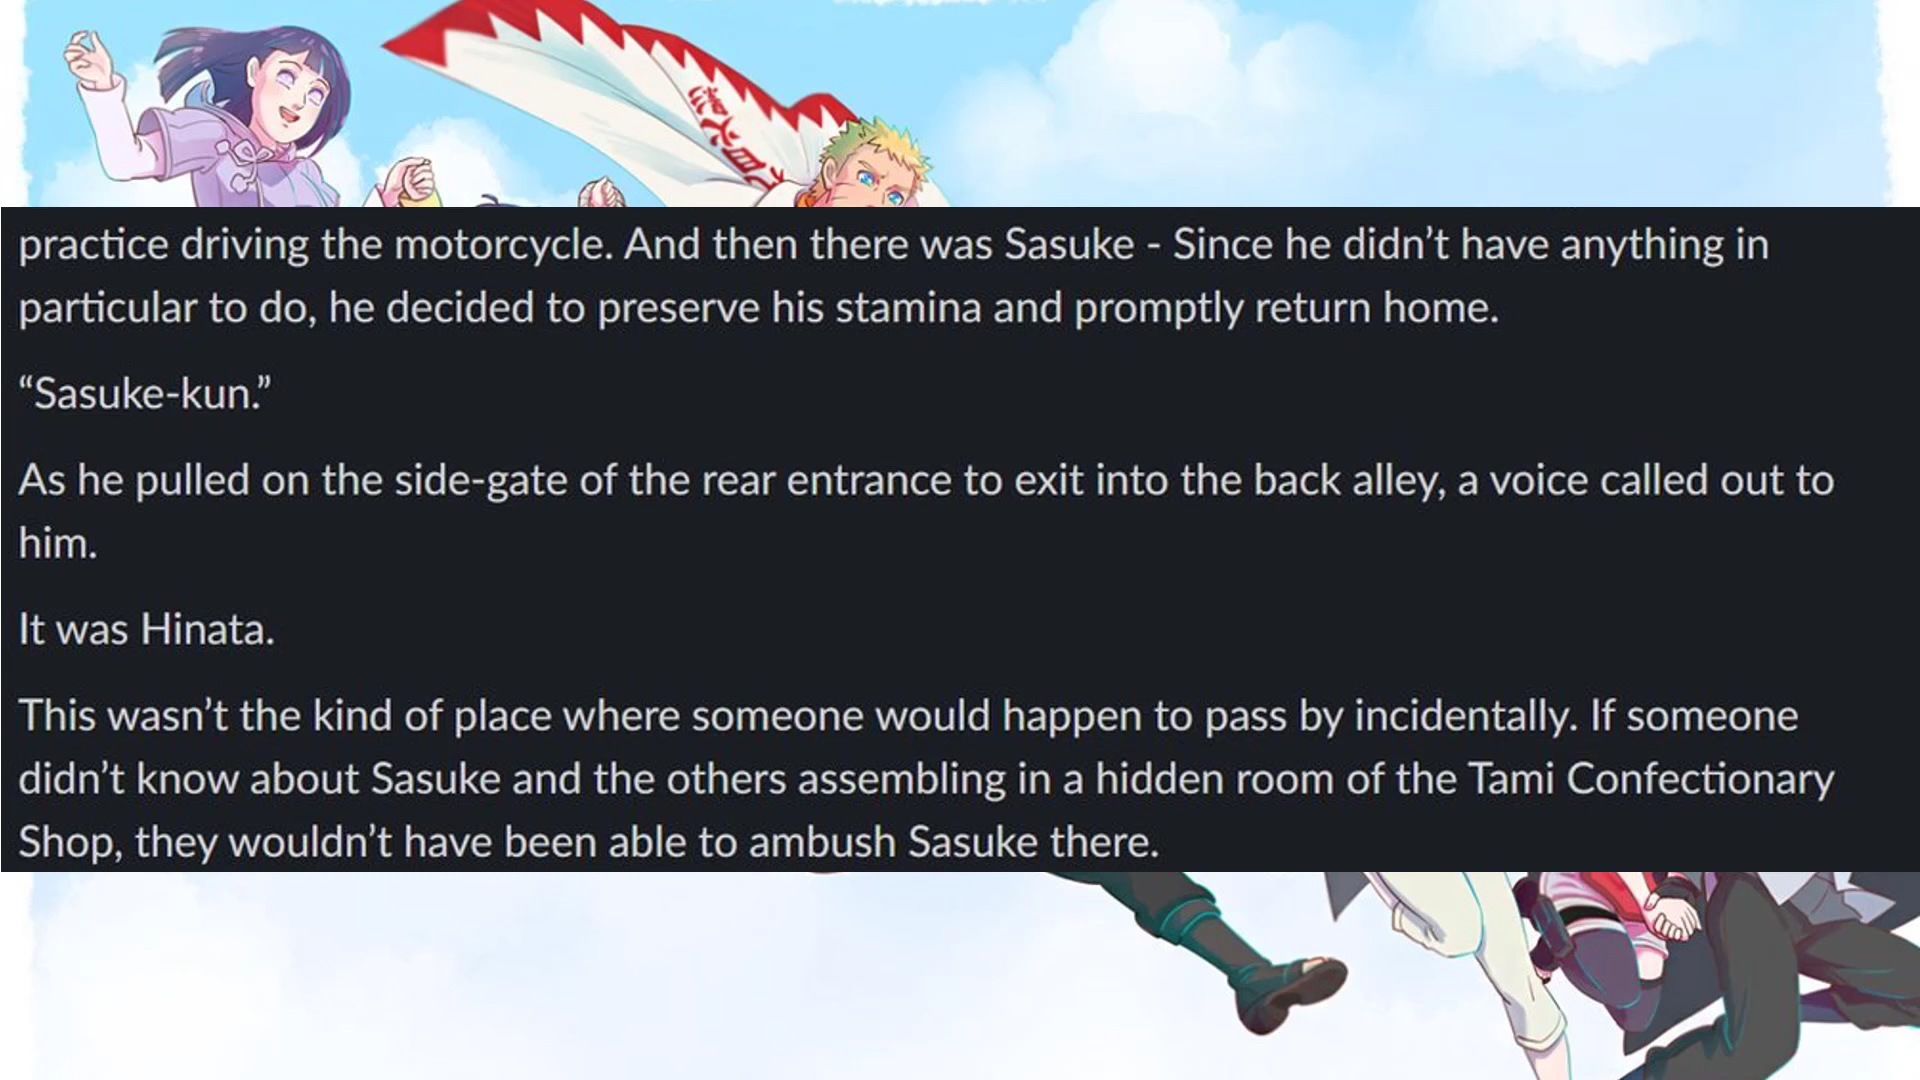 practice driving the motorcycle. And then there was Sasuke - Since he didn’t have anything in
particular to do, he decided to preserve his stamina and promptly return home.
“Sasuke-kun.”
As he pulled on the side-gate of the rear entrance to exit into the back alley, a voice called out to
him.
It was Hinata.
This wasn’t the kind of place where someone would happen to pass by incidentally. If someone
didn’t know about Sasuke and the others assembling in a hidden room of the Tami Confectionary
Shop, they wouldn’t have been able to ambush Sasuke there.